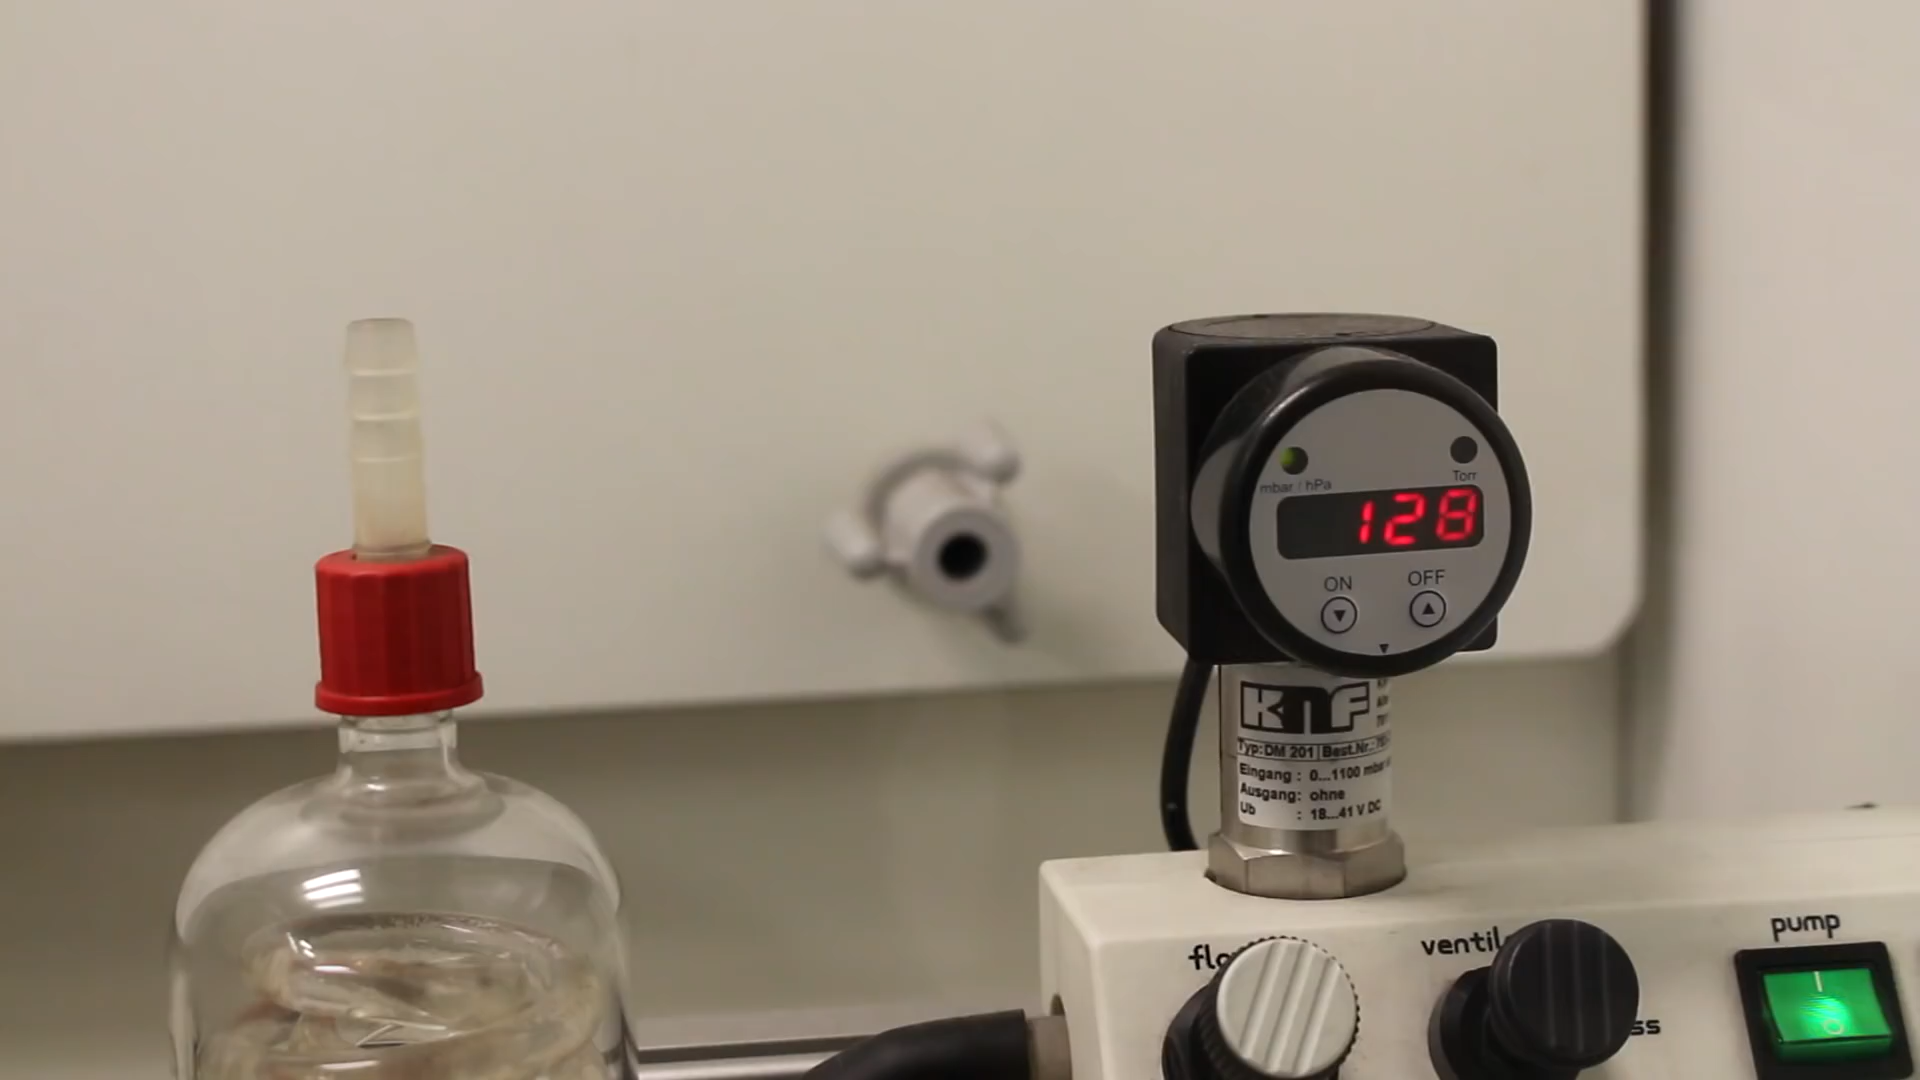 mbar / hPa
Torr
128
ON
OFF
KNF
Typ: DM 201 Best.Nr.:
Eingang : 0...1100 mbar
Ausgang: ohne
Ub : 18...41 V DC
pump